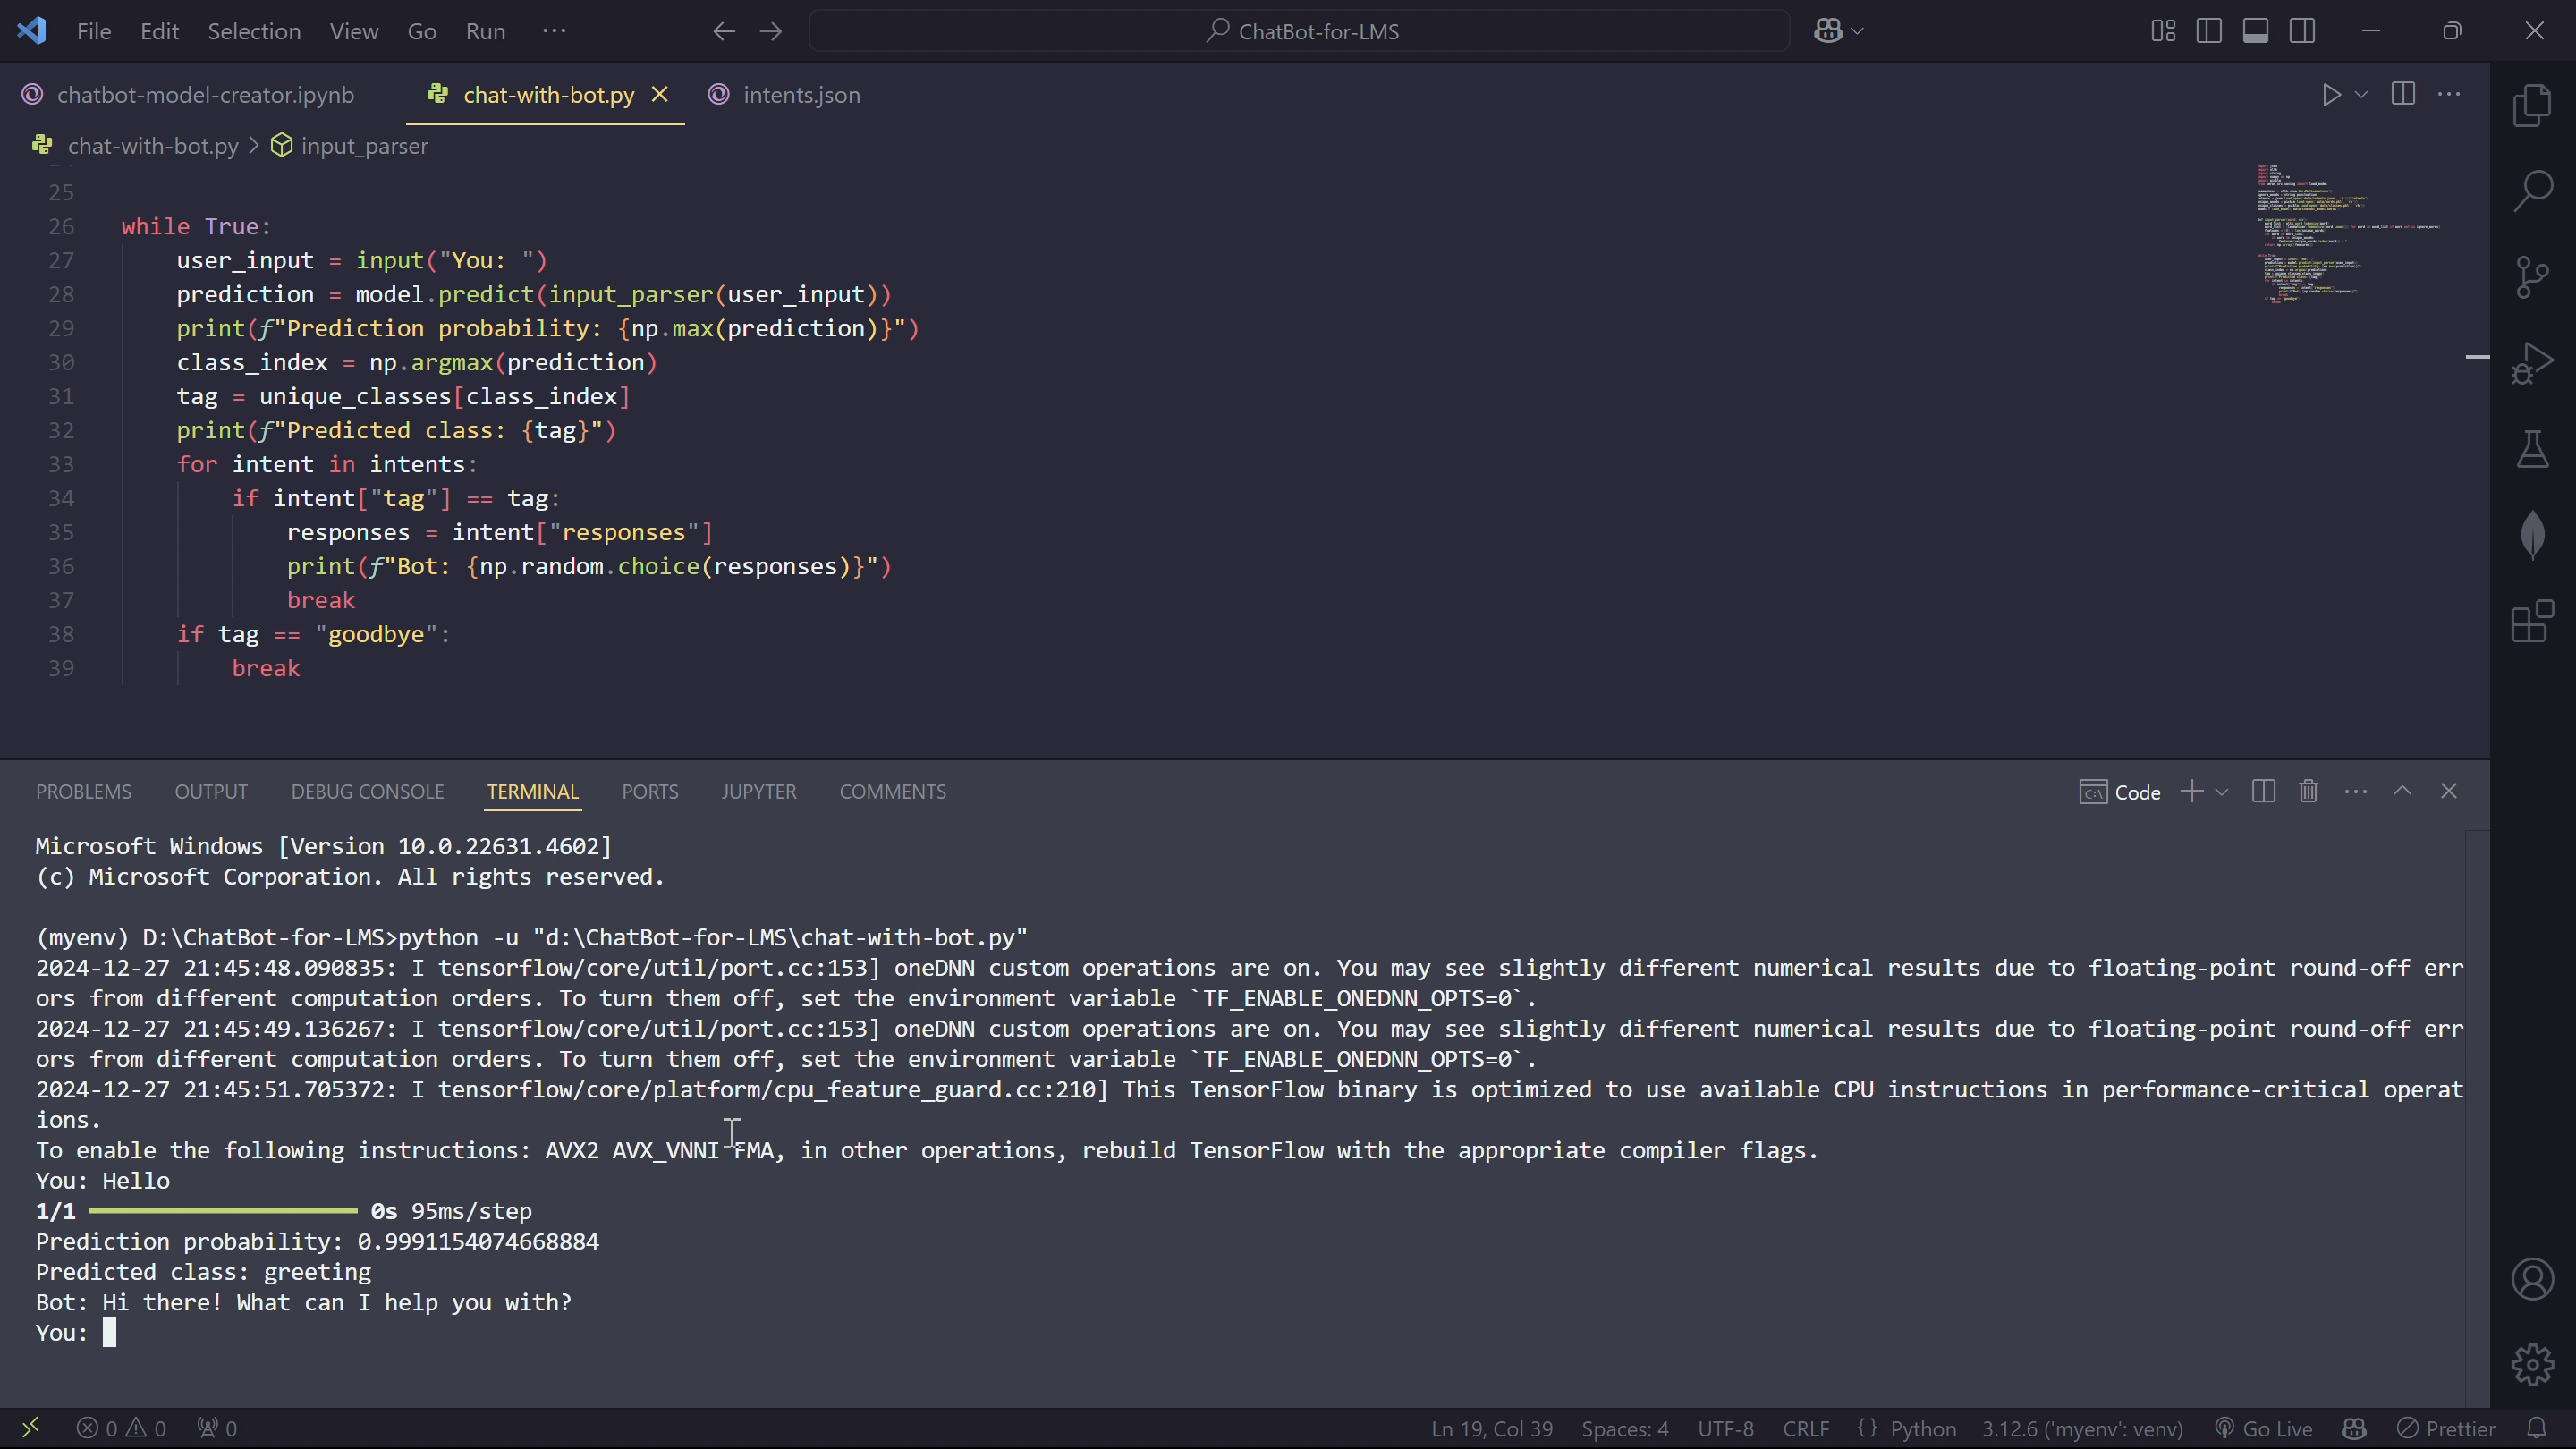 File Edit Selection View Go Run ···
ChatBot-for-LMS
chatbot-model-creator.ipynb chat-with-bot.py intents.json
chat-with-bot.py > input_parser
25
26 while True:
27 user_input = input("You: ")
28 prediction = model.predict(input_parser(user_input))
29 print(f"Prediction probability: {np.max(prediction)}")
30 class_index = np.argmax(prediction)
31 tag = unique_classes[class_index]
32 print(f"Predicted class: {tag}")
33 for intent in intents:
34 if intent["tag"] == tag:
35 responses = intent["responses"]
36 print(f"Bot: {np.random.choice(responses)}")
37 break
38 if tag == "goodbye":
39 break
PROBLEMS OUTPUT DEBUG CONSOLE TERMINAL PORTS JUPYTER COMMENTS
Code
Microsoft Windows [Version 10.0.22631.4602]
(c) Microsoft Corporation. All rights reserved.
(myenv) D:\ChatBot-for-LMS>python -u "d:\ChatBot-for-LMS\chat-with-bot.py"
2024-12-27 21:45:48.090835: I tensorflow/core/util/port.cc:153] oneDNN custom operations are on. You may see slightly different numerical results due to floating-point round-off err
ors from different computation orders. To turn them off, set the environment variable `TF_ENABLE_ONEDNN_OPTS=0`.
2024-12-27 21:45:49.136267: I tensorflow/core/util/port.cc:153] oneDNN custom operations are on. You may see slightly different numerical results due to floating-point round-off err
ors from different computation orders. To turn them off, set the environment variable `TF_ENABLE_ONEDNN_OPTS=0`.
2024-12-27 21:45:51.705372: I tensorflow/core/platform/cpu_feature_guard.cc:210] This TensorFlow binary is optimized to use available CPU instructions in performance-critical operat
ions.
To enable the following instructions: AVX2 AVX_VNNI FMA, in other operations, rebuild TensorFlow with the appropriate compiler flags.
You: Hello
1/1 ━━━━━━━━━━━━━━━━━━━━ 0s 95ms/step
Prediction probability: 0.9991154074668884
Predicted class: greeting
Bot: Hi there! What can I help you with?
You:
0 0 0 Ln 19, Col 39 Spaces: 4 UTF-8 CRLF {} Python 3.12.6 ('myenv': venv) Go Live Prettier